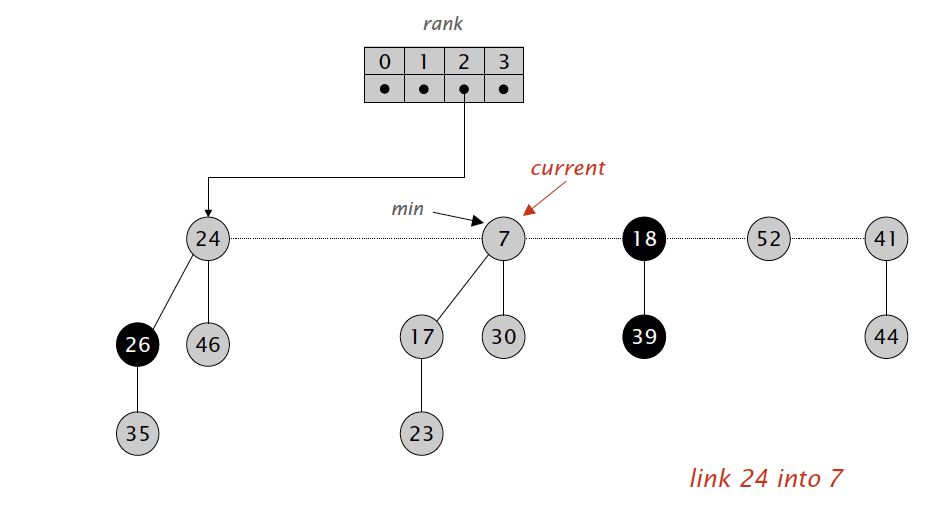 rank
0 1 2 3
current
min
24 7 18 52 41
26 46 17 30 39 44
35 23
link 24 into 7